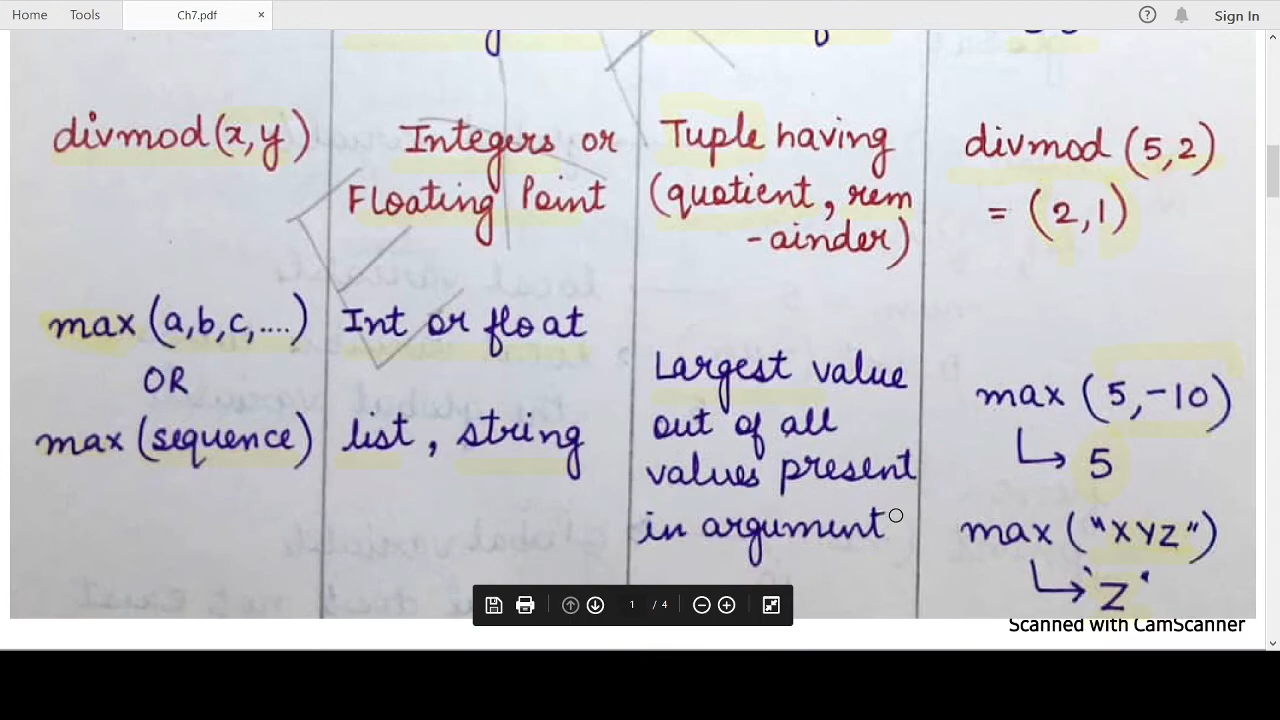 Home Tools Ch7.pdf × ? Sign In
divmod(x,y)
Integers or
Floating Point
Tuple having
(quotient, rem
-ainder)
divmod (5,2)
= (2,1)
max (a,b,c,....)
OR
max (sequence)
Int or float
list, string
Largest value
out of all
values present
in argument
max (5,-10)
↳ 5
max ("XYZ")
↳ 'Z'
1 / 4
Scanned with CamScanner